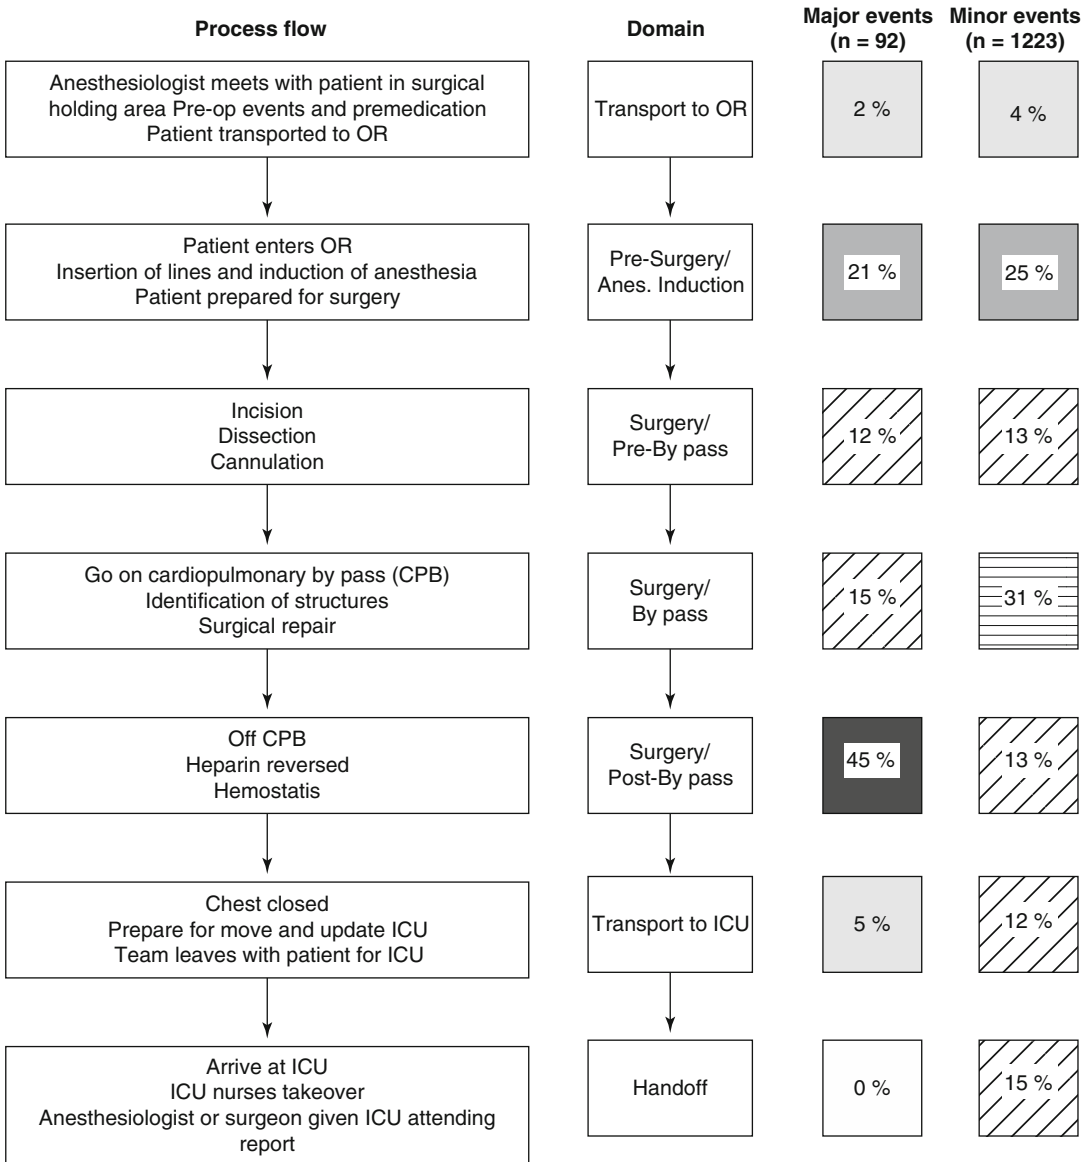 Process flow
Domain
Major events
(n = 92)
Minor events
(n = 1223)
Anesthesiologist meets with patient in surgical
holding area Pre-op events and premedication
Patient transported to OR
Transport to OR
2 %
4 %
Patient enters OR
Insertion of lines and induction of anesthesia
Patient prepared for surgery
Pre-Surgery/
Anes. Induction
21 %
25 %
Incision
Dissection
Cannulation
Surgery/
Pre-By pass
12 %
13 %
Go on cardiopulmonary by pass (CPB)
Identification of structures
Surgical repair
Surgery/
By pass
15 %
31 %
Off CPB
Heparin reversed
Hemostatis
Surgery/
Post-By pass
45 %
13 %
Chest closed
Prepare for move and update ICU
Team leaves with patient for ICU
Transport to ICU
5 %
12 %
Arrive at ICU
ICU nurses takeover
Anesthesiologist or surgeon given ICU attending
report
Handoff
0 %
15 %